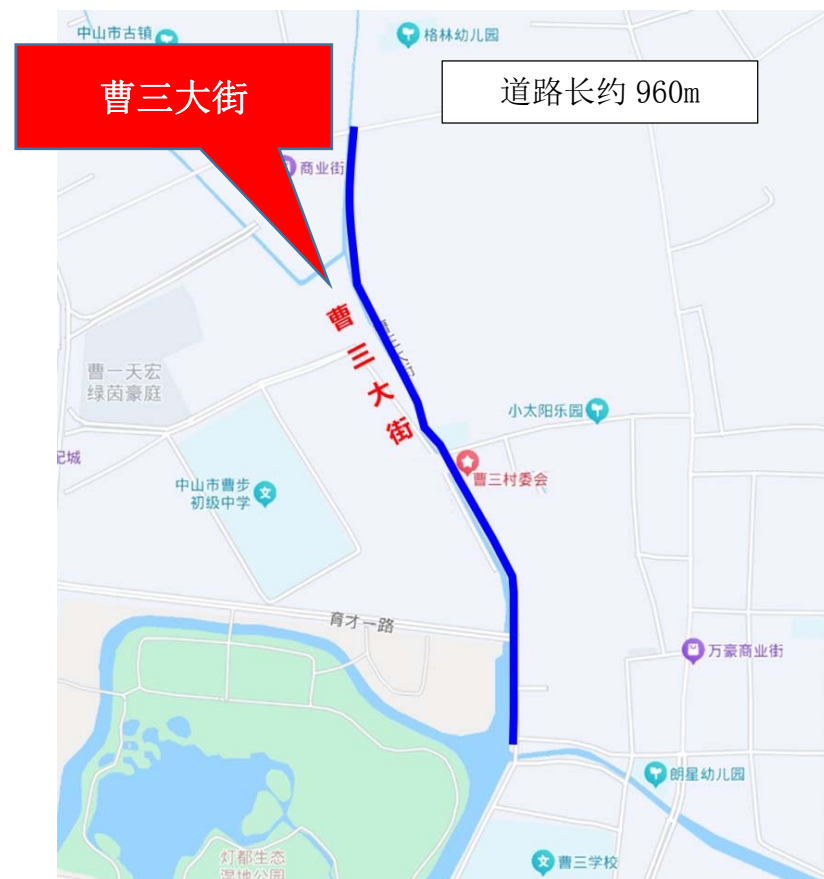 中山市古镇
格林幼儿园
曹三大街
道路长约 960m
商业街
曹三大街
曹一天宏
绿茵豪庭
小太阳乐园
中山市曹步
初级中学
曹三村委会
育才一路
万豪商业街
朗星幼儿园
灯都生态
湿地公园
曹三学校